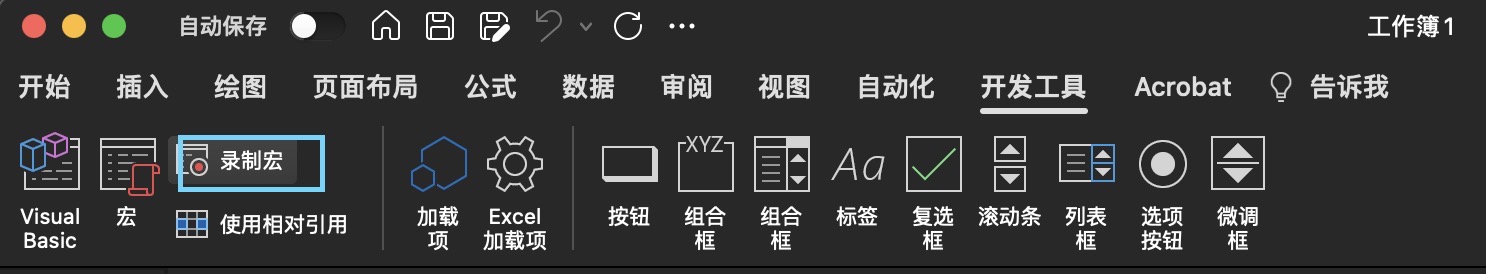 自动保存
工作簿1
开始 插入 绘图 页面布局 公式 数据 审阅 视图 自动化 开发工具 Acrobat 告诉我
Visual
Basic
宏
录制宏
使用相对引用
加载
项
Excel
加载项
按钮
XYZ
组合
框
组合
框
Aa
标签
复选
框
滚动条
列表
框
选项
按钮
微调
框